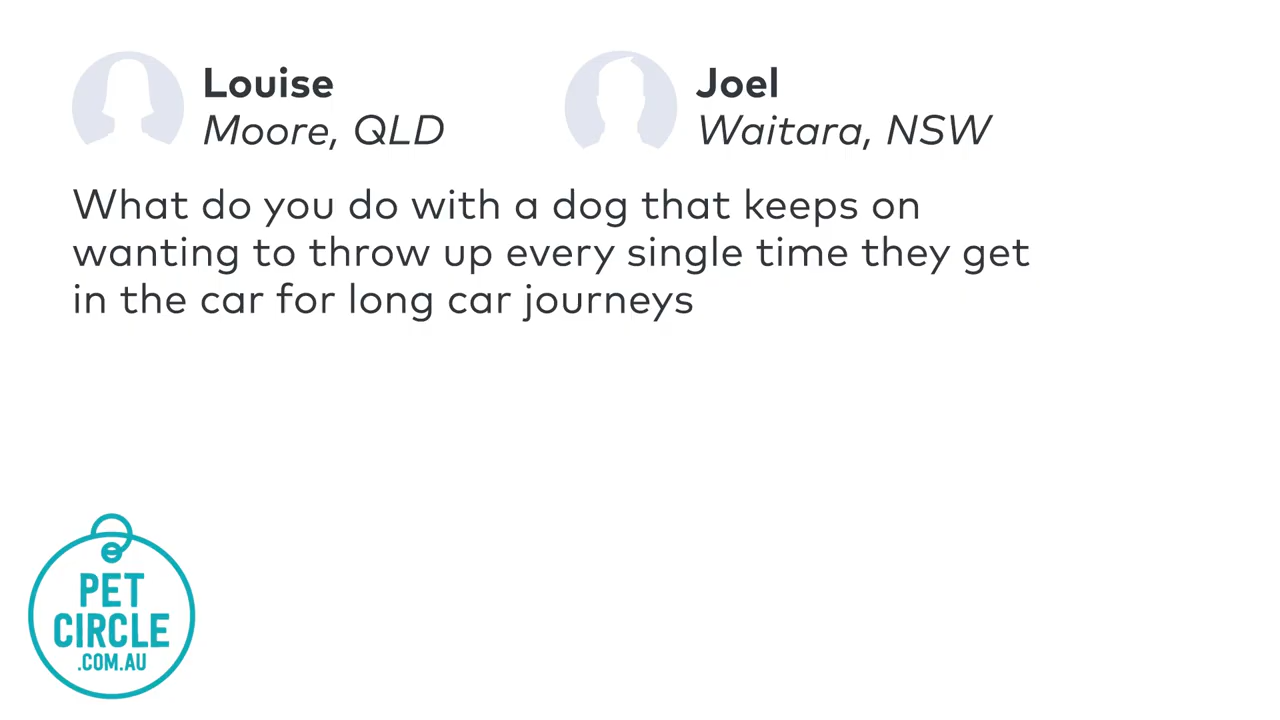 Louise
Moore, QLD
Joel
Waitara, NSW
What do you do with a dog that keeps on
wanting to throw up every single time they get
in the car for long car journeys
PET
CIRCLE
.COM.AU